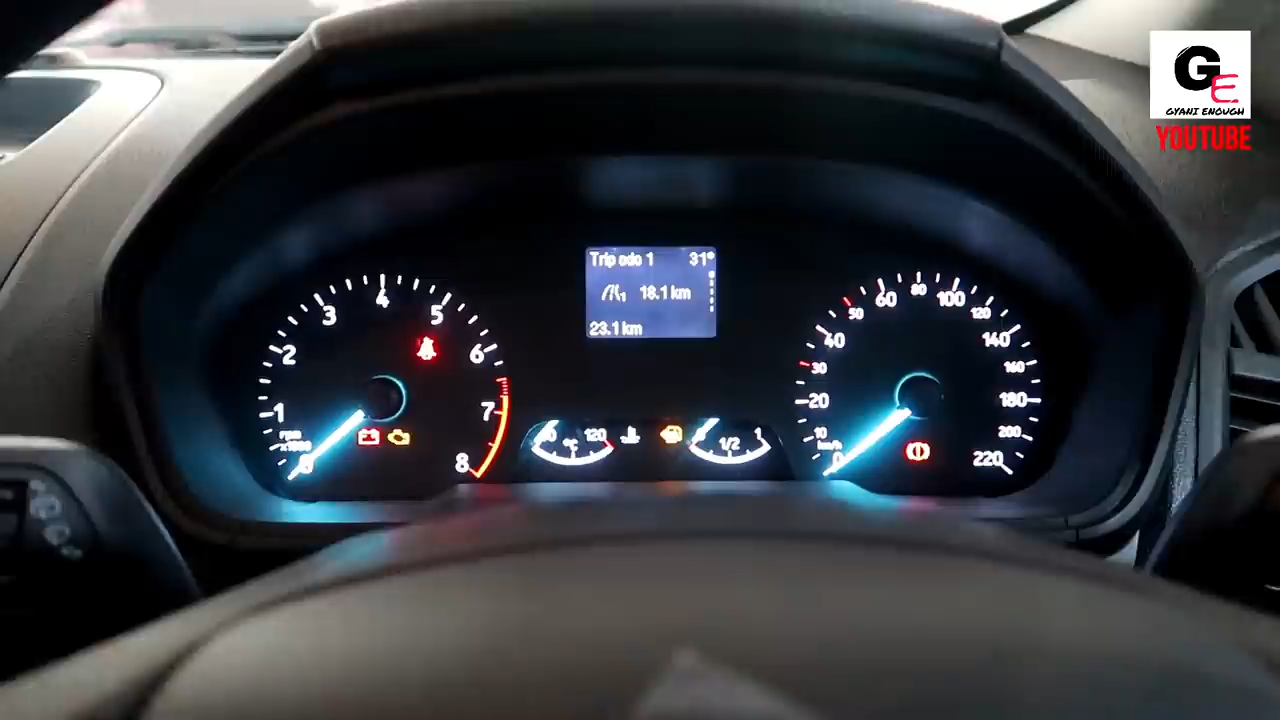 GE
GYANI ENOUGH
YOUTUBE
Trip odo 1 31°
1 18.1 km
23.1 km
0 1 2 3 4 5 6 7 8
rpm
x1000
120
°C
1/2 1
0 10 20 30 40 50 60 80 100 120 140 160 180 200 220
km/h